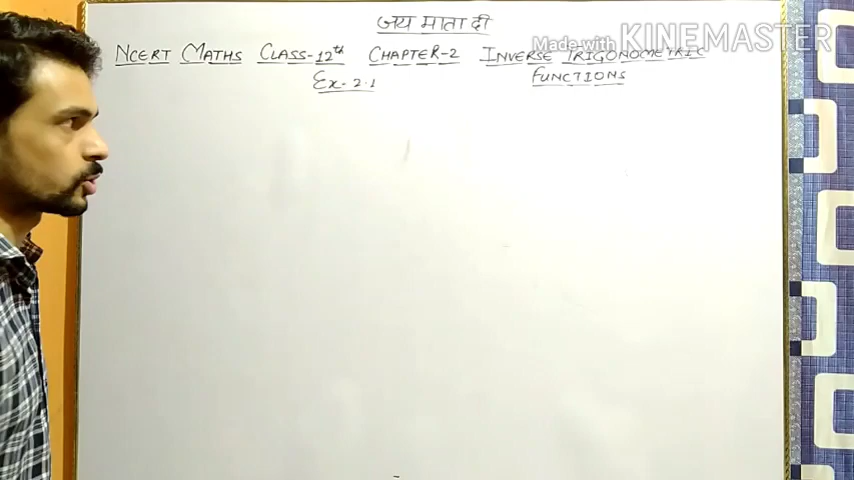 जय माता दी
Made with KINEMASTER
NCERT MATHS CLASS-12th CHAPTER-2 INVERSE TRIGONOMETRIC
FUNCTIONS
Ex-2.1